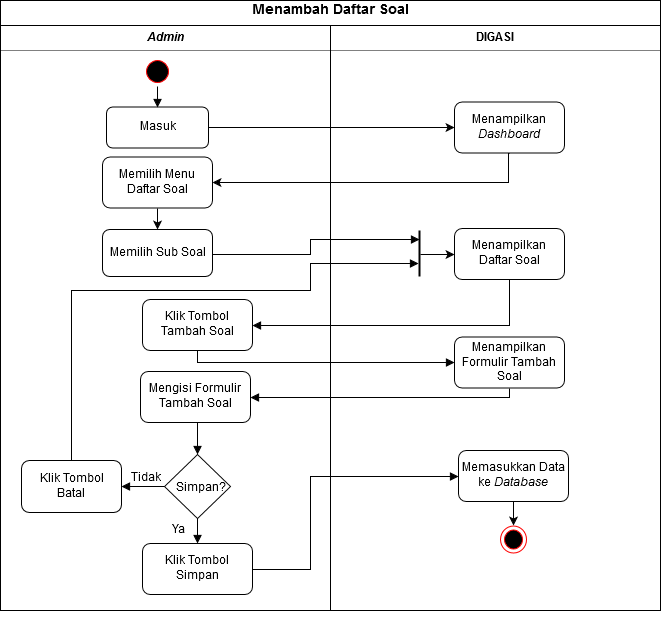 Menambah Daftar Soal
Admin
DIGASI
Masuk
Menampilkan
Dashboard
Memilih Menu
Daftar Soal
Memilih Sub Soal
Menampilkan
Daftar Soal
Klik Tombol
Tambah Soal
Menampilkan
Formulir Tambah
Soal
Mengisi Formulir
Tambah Soal
Simpan?
Tidak
Klik Tombol
Batal
Ya
Klik Tombol
Simpan
Memasukkan Data
ke Database